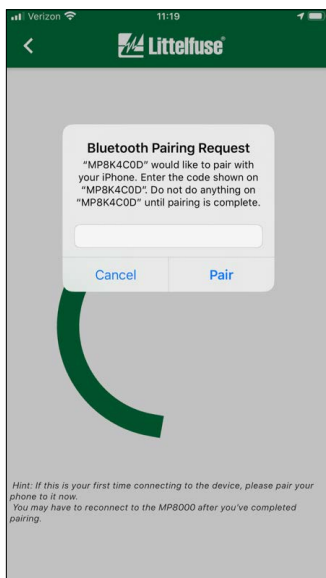 Verizon 11:19
Littelfuse®
Bluetooth Pairing Request
"MP8K4C0D" would like to pair with
your iPhone. Enter the code shown on
"MP8K4C0D". Do not do anything on
"MP8K4C0D" until pairing is complete.
Cancel Pair
Hint: If this is your first time connecting to the device, please pair your
phone to it now.
You may have to reconnect to the MP8000 after you've completed
pairing.